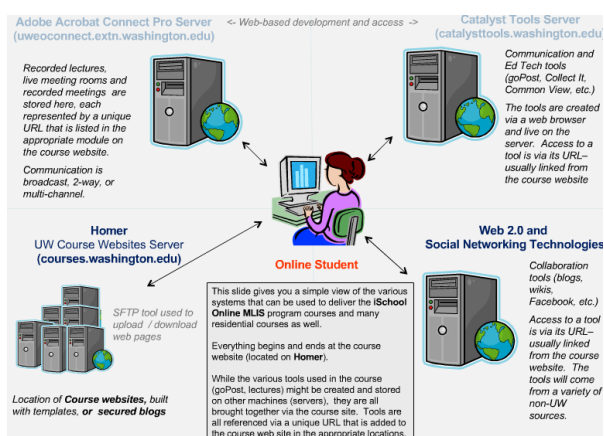 Adobe Acrobat Connect Pro Server
(uweoconnect.extn.washington.edu)
<- Web-based development and access ->
Catalyst Tools Server
(catalysttools.washington.edu)
Recorded lectures,
live meeting rooms and
recorded meetings are
stored here, each
represented by a unique
URL that is listed in the
appropriate module on
the course website.
Communication is
broadcast, 2-way, or
multi-channel.
Communication and
Ed Tech tools
(goPost, Collect It,
Common View, etc.)
The tools are created
via a web browser
and live on the
server. Access to a
tool is via its URL–
usually linked from
the course website
Homer
UW Course Websites Server
(courses.washington.edu)
SFTP tool used to
upload / download
web pages
Location of Course websites, built
with templates, or secured blogs
Online Student
This slide gives you a simple view of the various
systems that can be used to deliver the iSchool
Online MLIS program courses and many
residential courses as well.
Everything begins and ends at the course
website (located on Homer).
While the various tools used in the course
(goPost, lectures) might be created and stored
on other machines (servers), they are all
brought together via the course site. Tools are
all referenced via a unique URL that is added to
the course web site in the appropriate locations.
Web 2.0 and
Social Networking Technologies
Collaboration
tools (blogs,
wikis,
Facebook, etc.)
Access to a tool
is via its URL–
usually linked
from the course
website. The
tools will come
from a variety of
non-UW
sources.